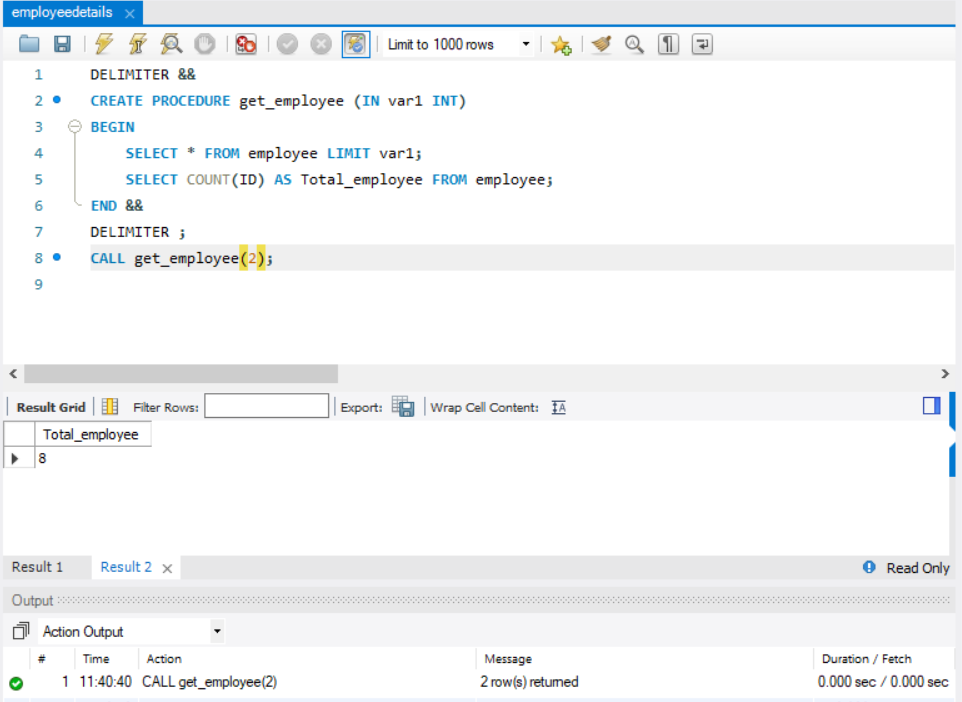 employeedetails
Limit to 1000 rows
1 DELIMITER &&
2 CREATE PROCEDURE get_employee (IN var1 INT)
3 BEGIN
4 SELECT * FROM employee LIMIT var1;
5 SELECT COUNT(ID) AS Total_employee FROM employee;
6 END &&
7 DELIMITER ;
8 CALL get_employee(2);
9
Result Grid Filter Rows: Export: Wrap Cell Content: IA
Total_employee
8
Result 1 Result 2 Read Only
Output
Action Output
# Time Action Message Duration / Fetch
1 11:40:40 CALL get_employee(2) 2 row(s) returned 0.000 sec / 0.000 sec